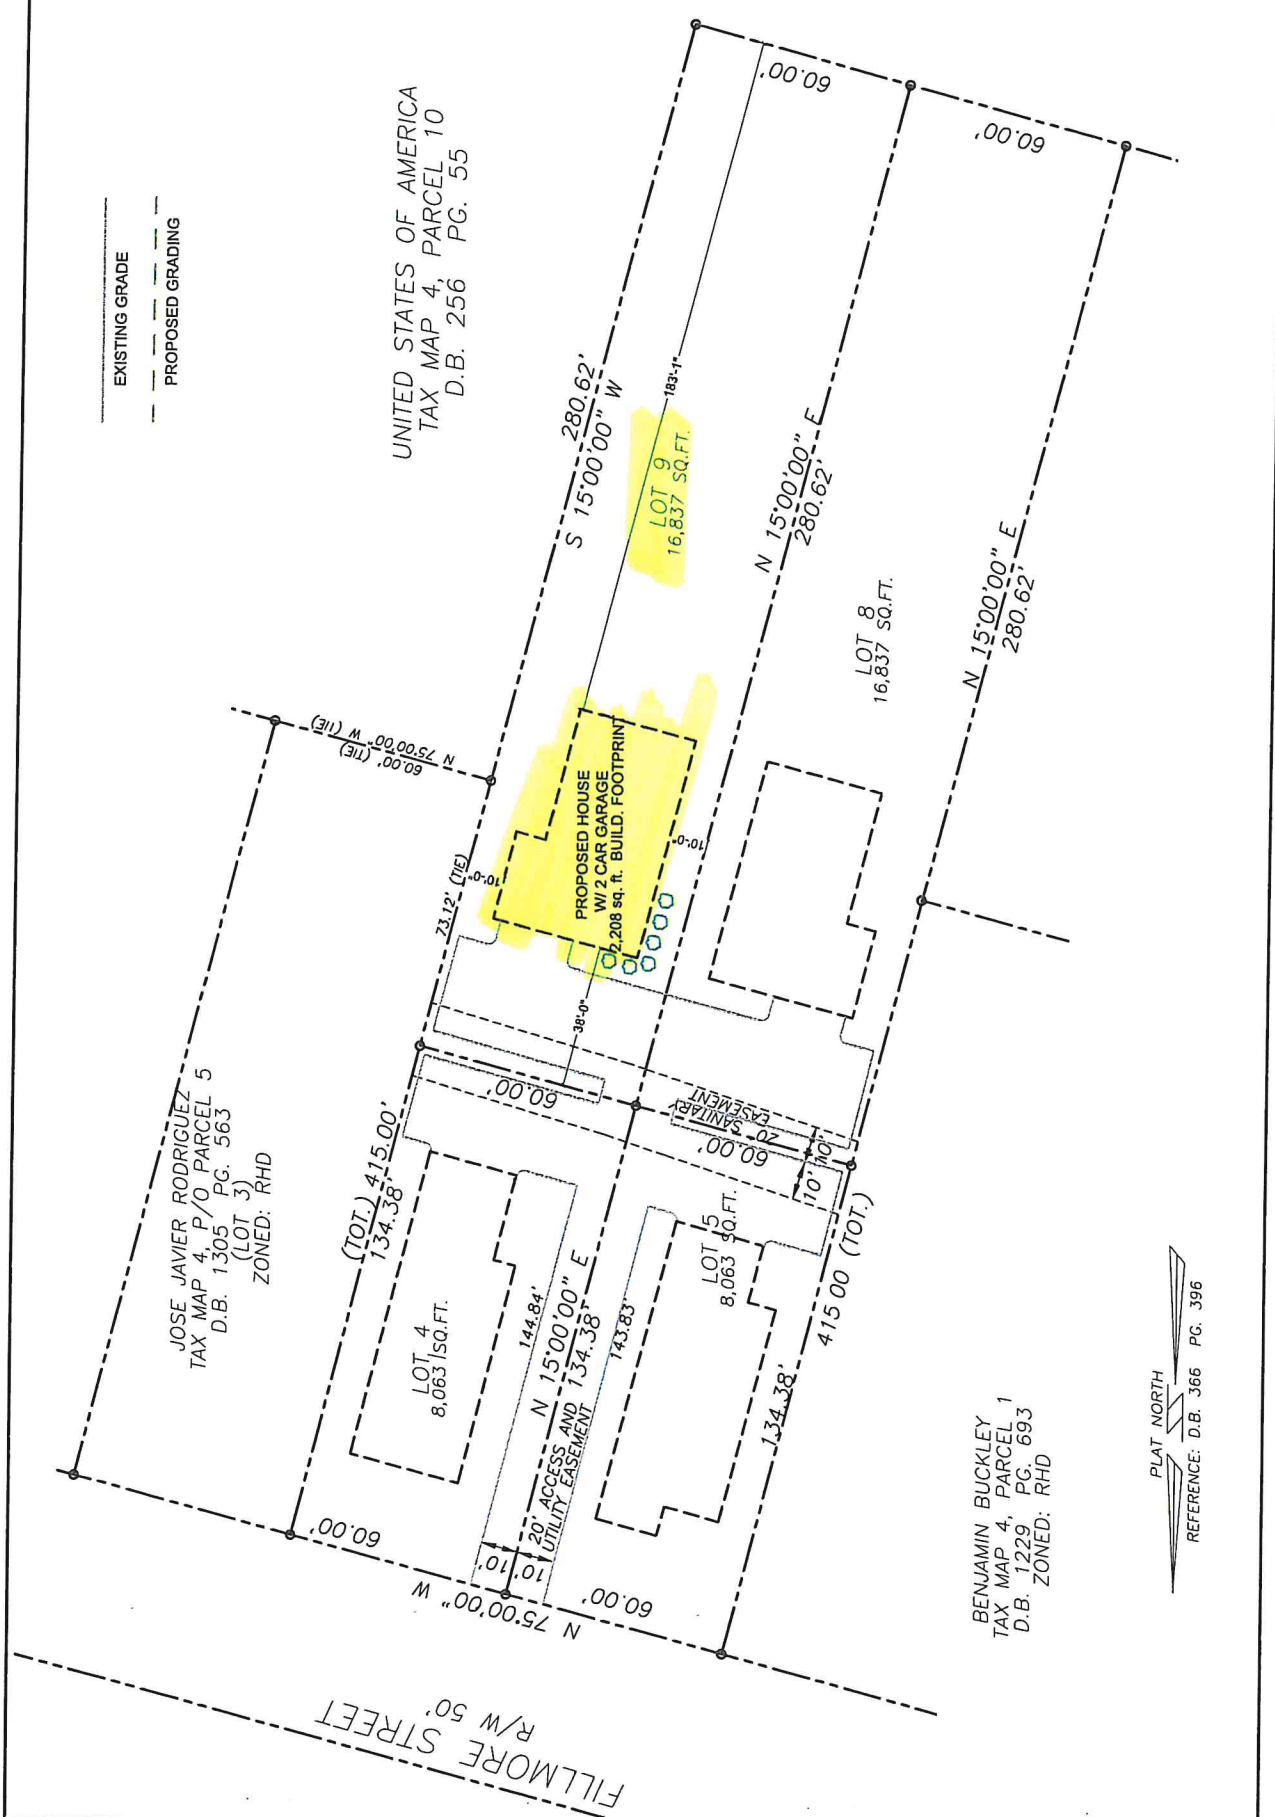 EXISTING GRADE
PROPOSED GRADING
UNITED STATES OF AMERICA
TAX MAP 4, PARCEL 10
D.B. 256 PG. 55
JOSE JAVIER RODRIGUEZ
TAX MAP 4, P/O PARCEL 5
D.B. 1305 PG. 563
(LOT 3)
ZONED: RHD
N 75°00'00" W (TIE)
60.00' (TIE)
73.12' (TIE)
S 15°00'00" W
280.62'
60.00'
60.00'
183'-1"
LOT 9
16,837 SQ.FT.
PROPOSED HOUSE
W/ 2 CAR GARAGE
2,208 sq. ft. BUILD. FOOTPRINT
10'-0"
10'-0"
38'-0"
N 15°00'00" E
280.62'
LOT 8
16,837 SQ.FT.
N 15°00'00" E
280.62'
(TOT.) 415.00'
134.38'
60.00'
60.00'
20' SANITARY
EASEMENT
10'
10'
LOT 4
8,063 SQ.FT.
144.84'
N 15°00'00" E
134.38'
20' ACCESS AND
UTILITY EASEMENT
143.83'
LOT 5
8,063 SQ.FT.
134.38'
415 00 (TOT.)
60.00'
10'
10'
N 75°00'00" W
60.00'
FILLMORE STREET
R/W 50'
BENJAMIN BUCKLEY
TAX MAP 4, PARCEL 1
D.B. 1229 PG. 693
ZONED: RHD
PLAT NORTH
REFERENCE: D.B. 366 PG. 396